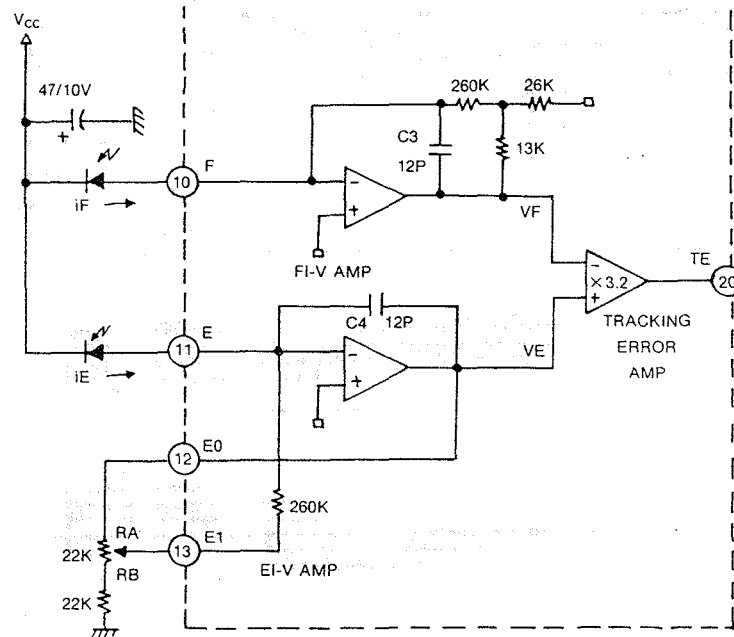 Vcc
47/10V
+
260K
26K
C3
12P
13K
F
10
iF
−
+
VF
FI-V AMP
−
×3.2
+
TE
20
TRACKING
ERROR
AMP
C4
12P
E
11
iE
−
+
VE
E0
12
260K
RA
E1
13
22K
RB
EI-V AMP
22K